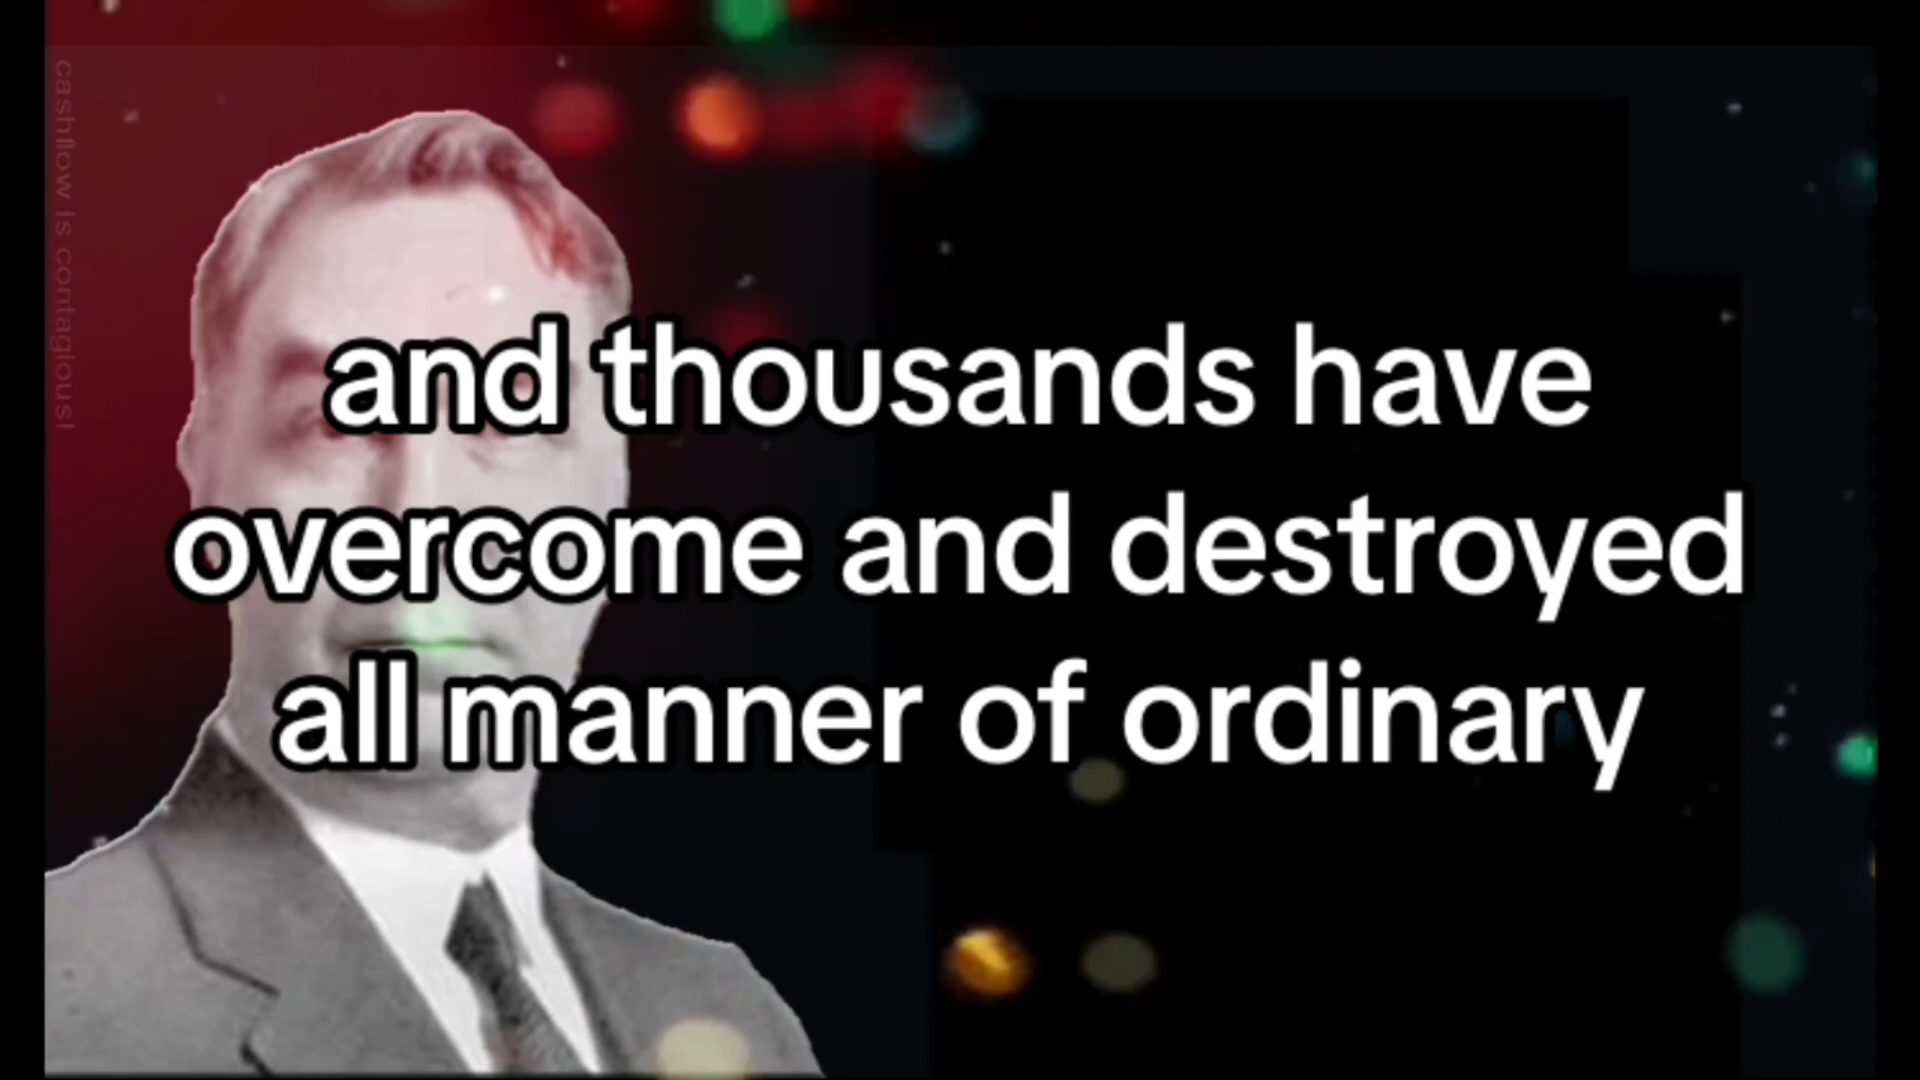 cashflow is contagious!
and thousands have
overcome and destroyed
all manner of ordinary